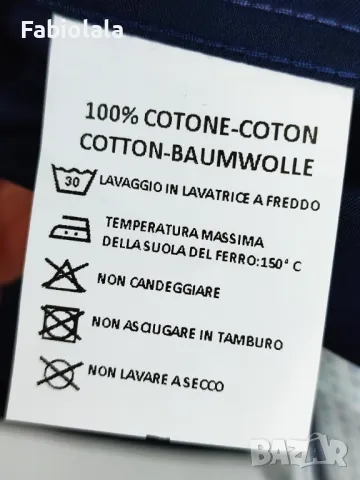 Fabiolala
100% COTONE-COTON
COTTON-BAUMWOLLE
30 LAVAGGIO IN LAVATRICE A FREDDO
TEMPERATURA MASSIMA
DELLA SUOLA DEL FERRO:150° C
NON CANDEGGIARE
NON ASCIUGARE IN TAMBURO
NON LAVARE A SECCO
BAZAR